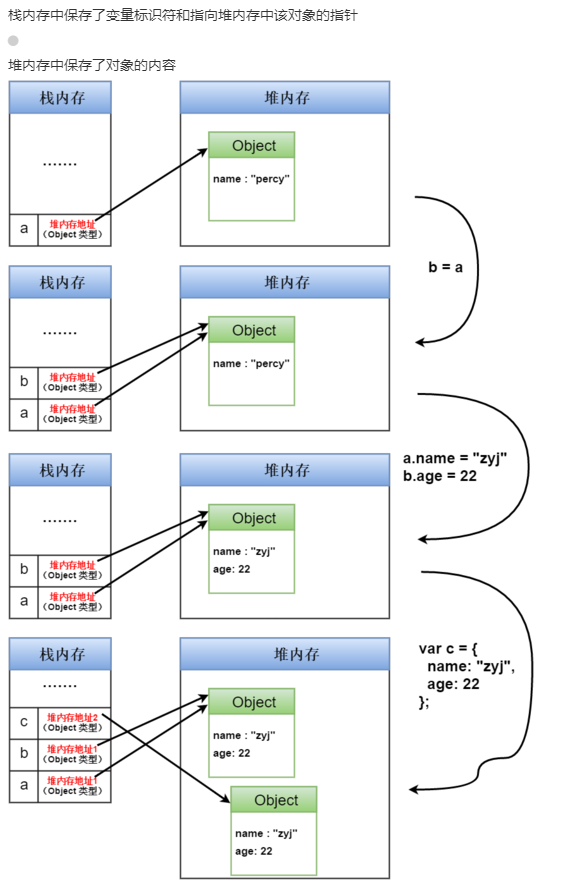 栈内存中保存了变量标识符和指向堆内存中该对象的指针
堆内存中保存了对象的内容
栈内存
堆内存
.......
Object
name : "percy"
a
堆内存地址
（Object 类型）
b = a
栈内存
堆内存
.......
Object
name : "percy"
b
堆内存地址
（Object 类型）
a
堆内存地址
（Object 类型）
a.name = "zyj"
b.age = 22
栈内存
堆内存
.......
Object
name : "zyj"
age: 22
b
堆内存地址
（Object 类型）
a
堆内存地址
（Object 类型）
var c = {
name: "zyj",
age: 22
};
栈内存
堆内存
.......
Object
name : "zyj"
age: 22
c
堆内存地址2
（Object 类型）
b
堆内存地址1
（Object 类型）
a
堆内存地址1
（Object 类型）
Object
name : "zyj"
age: 22